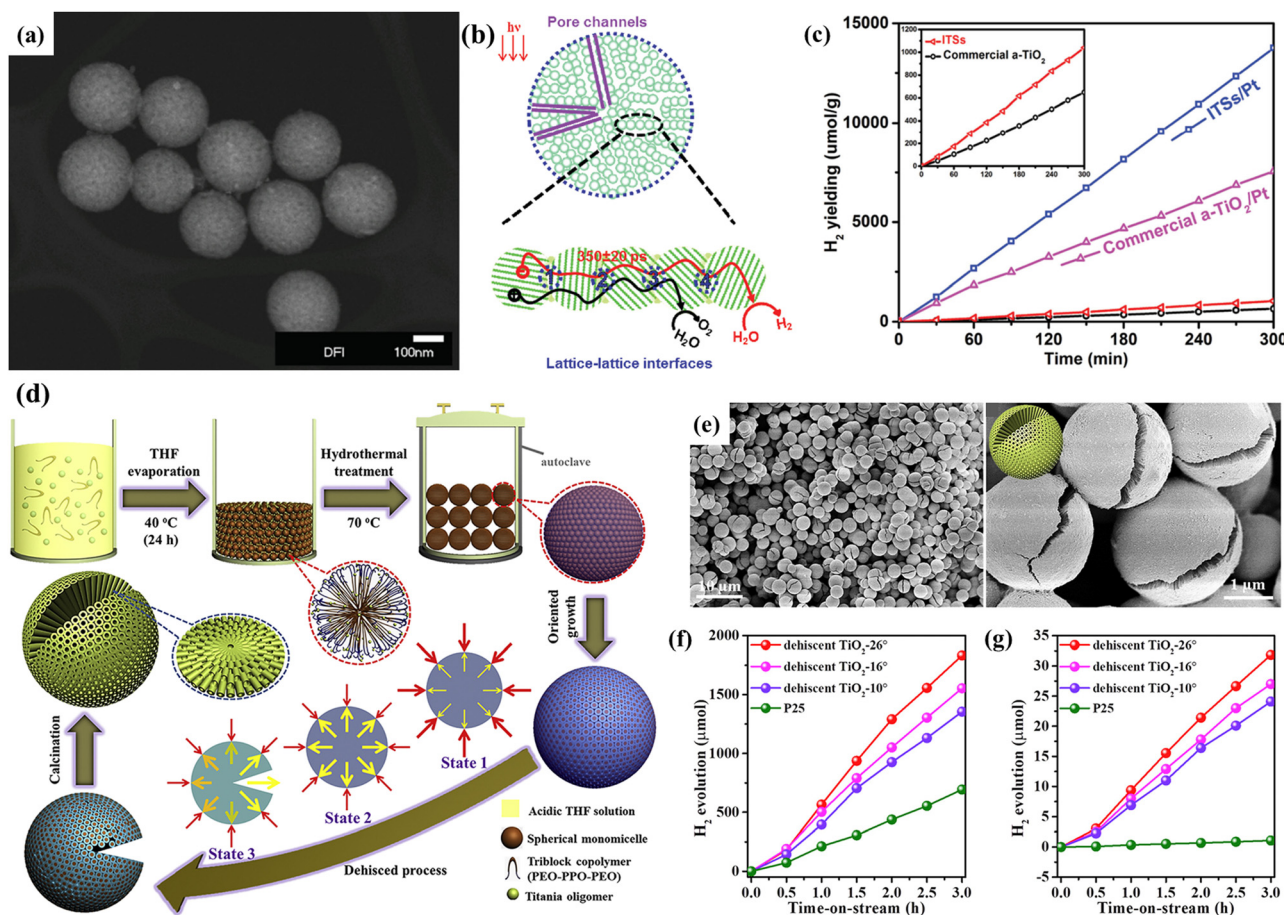 (a)
DFI
100nm
(b)
hν
Pore channels
350±20 ps
1 2 3 4
O₂
H₂O
H₂O
H₂
Lattice-lattice interfaces
(c)
H₂ yielding (umol/g)
15000
10000
5000
0
0 60 120 180 240 300
Time (min)
ITSs/Pt
Commercial a-TiO₂/Pt
ITSs
Commercial a-TiO₂
1200
1000
800
600
400
200
0
0 60 120 180 240 300
(d)
THF
evaporation
40 °C
(24 h)
Hydrothermal
treatment
70 °C
autoclave
Oriented
growth
State 1
State 2
State 3
Dehisced process
Calcination
Acidic THF solution
Spherical monomicelle
Triblock copolymer
(PEO-PPO-PEO)
Titania oligomer
(e)
10 μm
1 μm
(f)
H₂ evolution (μmol)
2000
1500
1000
500
0
dehiscent TiO₂-26°
dehiscent TiO₂-16°
dehiscent TiO₂-10°
P25
0.0 0.5 1.0 1.5 2.0 2.5 3.0
Time-on-stream (h)
(g)
H₂ evolution (μmol)
35
30
25
20
15
10
5
0
-5
dehiscent TiO₂-26°
dehiscent TiO₂-16°
dehiscent TiO₂-10°
P25
0.0 0.5 1.0 1.5 2.0 2.5 3.0
Time-on-stream (h)